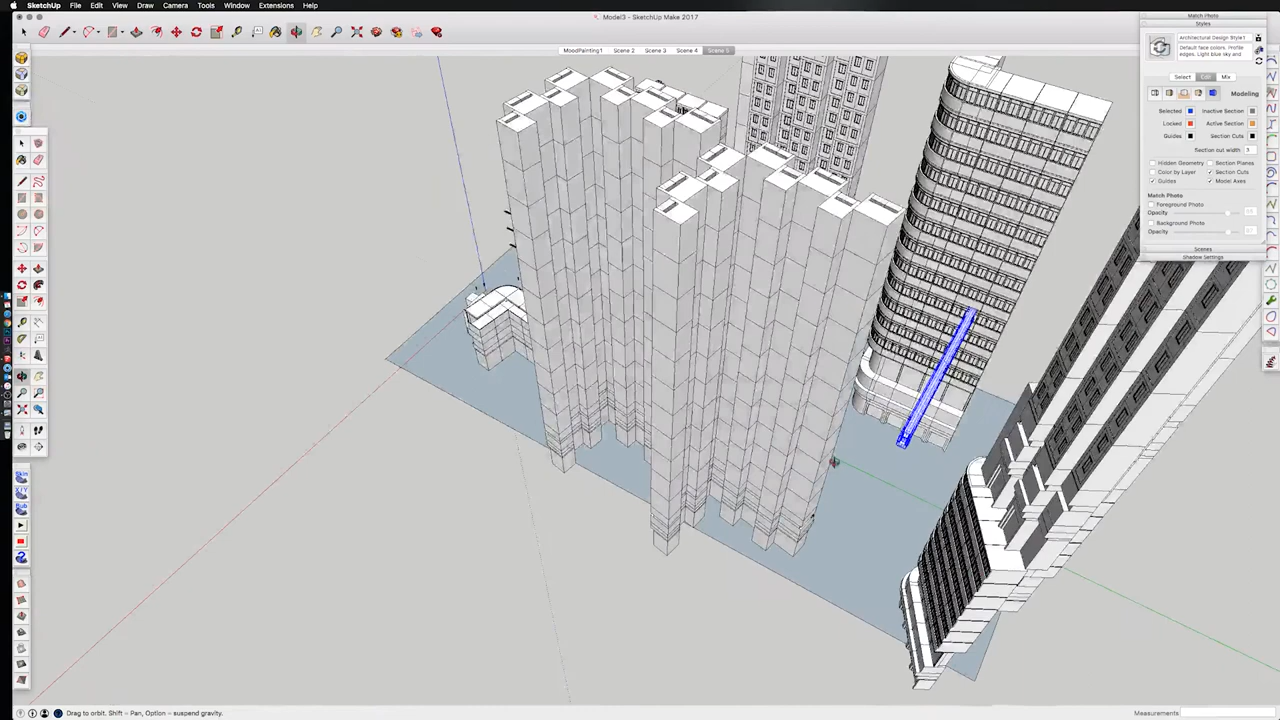 SketchUp File Edit View Draw Camera Tools Window Extensions Help
Model3 - SketchUp Make 2017
MoodPainting1 Scene 2 Scene 3 Scene 4 Scene 5
Match Photo
Styles
Architectural Design Style1
Default face colors. Profile
edges. Light blue sky and
Select Edit Mix
Modeling
Selected Inactive Section
Locked Active Section
Guides Section Cuts
Section cut width 3
Hidden Geometry Section Planes
Color by Layer Section Cuts
Guides Model Axes
Match Photo
Foreground Photo
Opacity
Background Photo
Opacity
Scenes
Shadow Settings
Skin
X/Y
Bub
Drag to orbit. Shift = Pan, Option = suspend gravity.
Measurements